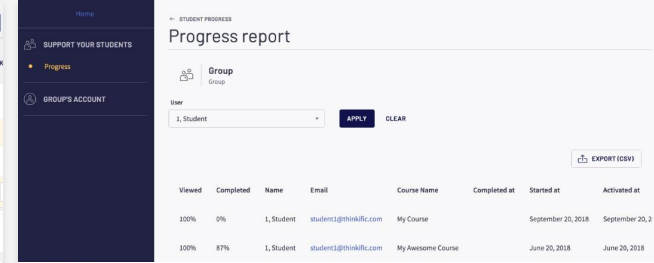 Home
SUPPORT YOUR STUDENTS
Progress
GROUP'S ACCOUNT
← STUDENT PROGRESS
Progress report
Group
Group
User
1, Student
APPLY CLEAR
EXPORT (CSV)
Viewed Completed Name Email Course Name Completed at Started at Activated at
100% 0% 1, Student student1@thinkific.com My Course September 20, 2018 September 20, 2
100% 87% 1, Student student1@thinkific.com My Awesome Course June 20, 2018 June 20, 2018